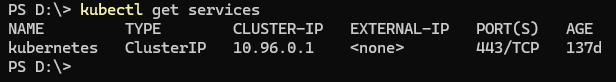 PS D:\> kubectl get services
NAME         TYPE        CLUSTER-IP   EXTERNAL-IP   PORT(S)   AGE
kubernetes   ClusterIP   10.96.0.1    <none>        443/TCP   137d
PS D:\>